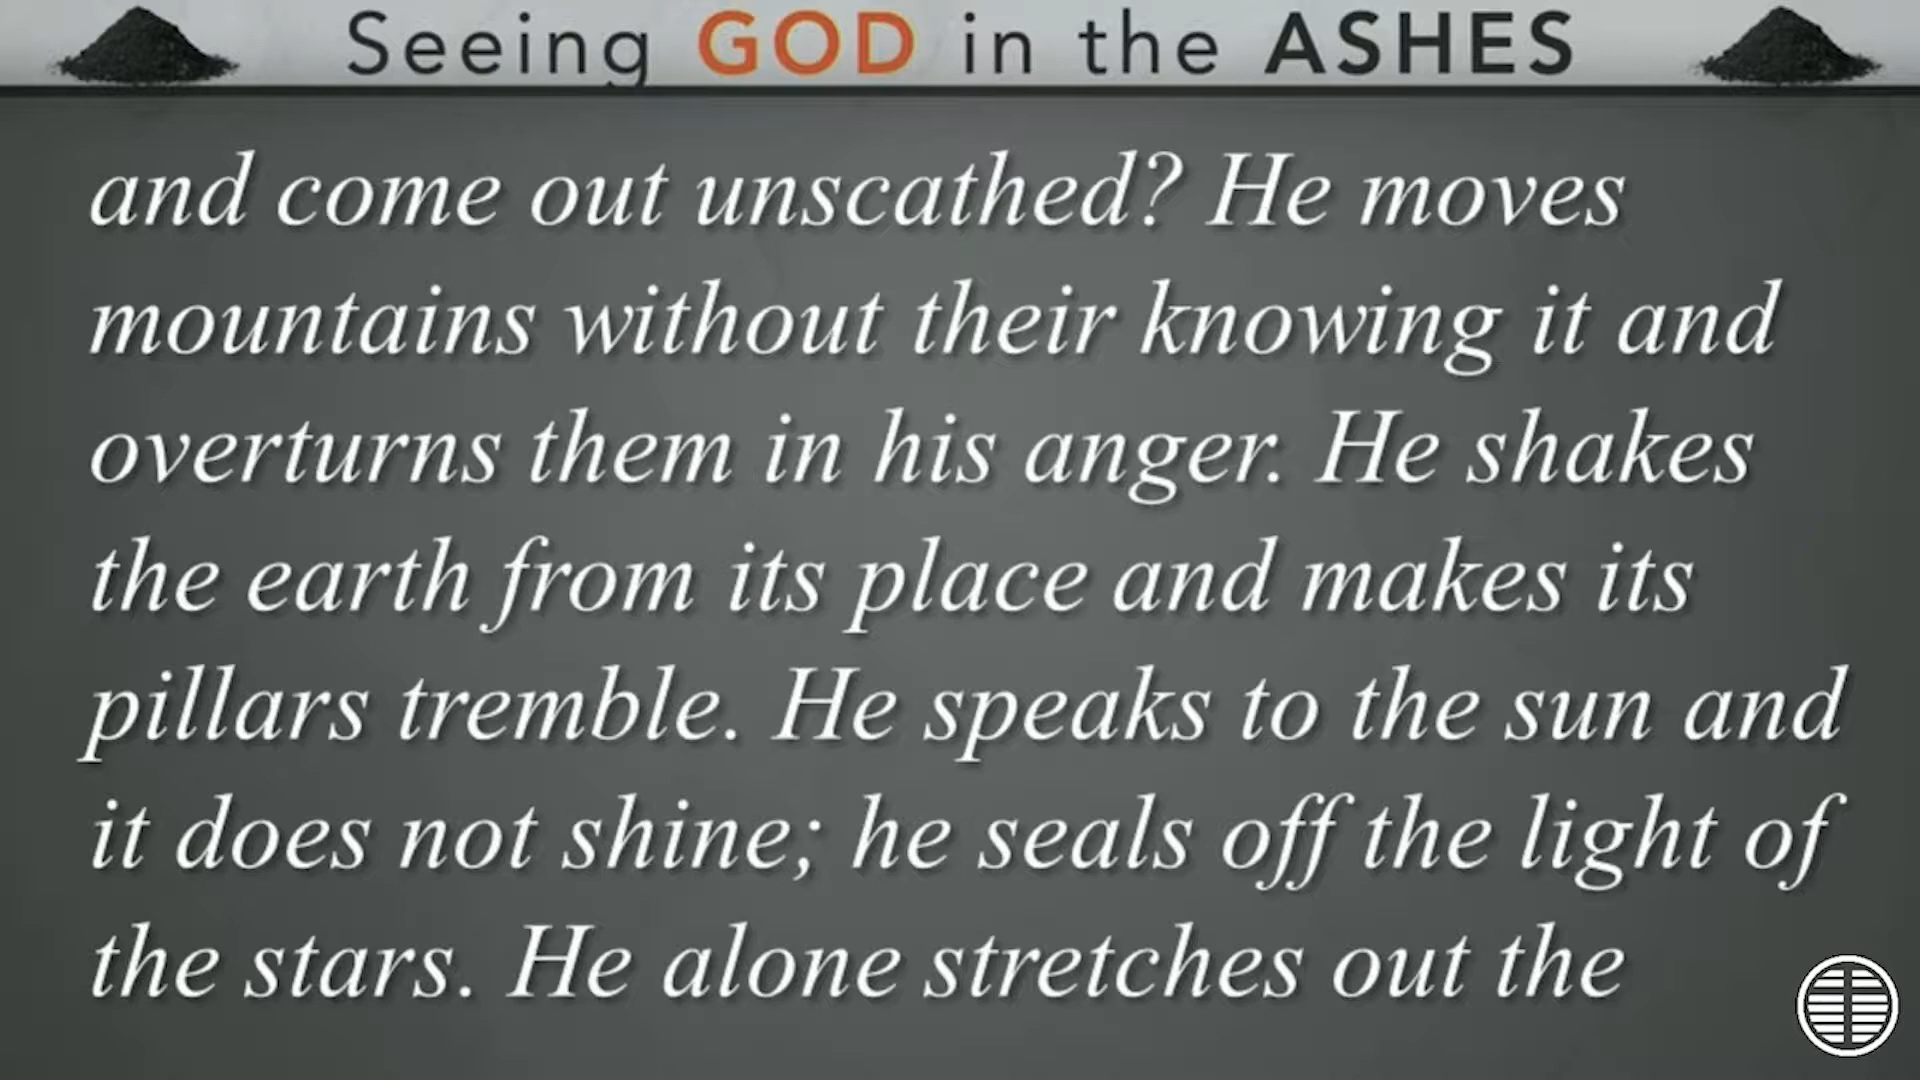 Seeing GOD in the ASHES
and come out unscathed? He moves
mountains without their knowing it and
overturns them in his anger. He shakes
the earth from its place and makes its
pillars tremble. He speaks to the sun and
it does not shine; he seals off the light of
the stars. He alone stretches out the